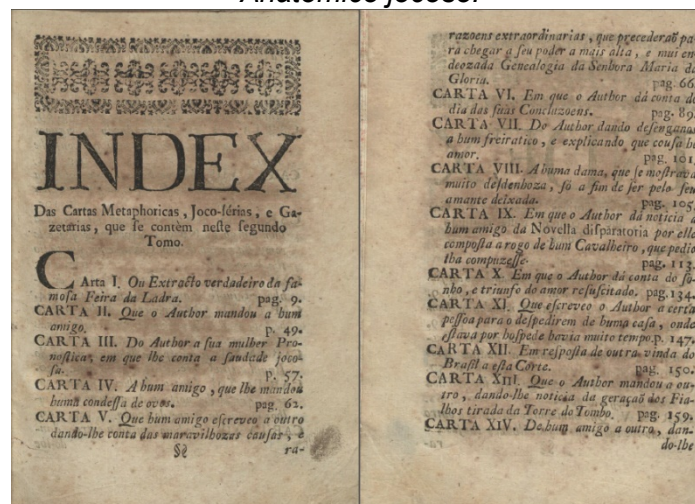 Anatómico jocoso.
INDEX
Das Cartas Metaphoricas, Joco-sérias, e Ga-
zetarias, que se contèm neste segundo
Tomo.
CArta I. Ou Extracto verdadeiro da fa-
mosa Feira da Ladra. pag. 9.
CARTA II. Que o Author mandou a hum
amigo. p. 49.
CARTA III. Do Author a sua mulher Pro-
nostica, em que lhe conta a saudade joco-
sa. p. 57.
CARTA IV. A hum amigo, que lhe mandou
huma condessa de ovos. pag. 62.
CARTA V. Que hum amigo escreveo a outro
dando-lhe conta das maravilhozas causas, e
§§ ra-
razoens extraordinarias, que precederaõ pa-
ra chegar a seu poder a mais alta, e mui en-
deozada Genealogia da Senhora Maria da
Gloria. pag. 66.
CARTA VI. Em que o Author dá conta do
dia das suas Concluzoens. pag. 89.
CARTA VII. Do Author dando desengano
a hum freiratico, e explicando que cousa he
amor. pag. 101
CARTA VIII. A huma dama, que se mostrava
muito desdenhoza, só a fim de ser pelo seu
amante deixada. pag. 105.
CARTA IX. Em que o Author dá noticia a
hum amigo da Novella disparatoria por elle
composta a rogo de hum Cavalheiro, que pedio
lha compuzesse. pag. 113.
CARTA X. Em que o Author dá conta do so-
nho, e triunfo do amor resuscitado. pag. 134.
CARTA XI. Que escreveo o Author a certa
pessoa para o despedirem de huma casa, onde
estava por hospede havia muito tempo. p. 147.
CARTA XII. Em resposta de outra vinda do
Brasil a esta Côrte. pag. 150.
CARTA XIII. Que o Author mandou a ou-
tro, dando-lhe noticia da geraçaõ dos Fia-
lhos tirada da Torre do Tombo. pag. 159.
CARTA XIV. De hum amigo a outro, dan-
do-lhe